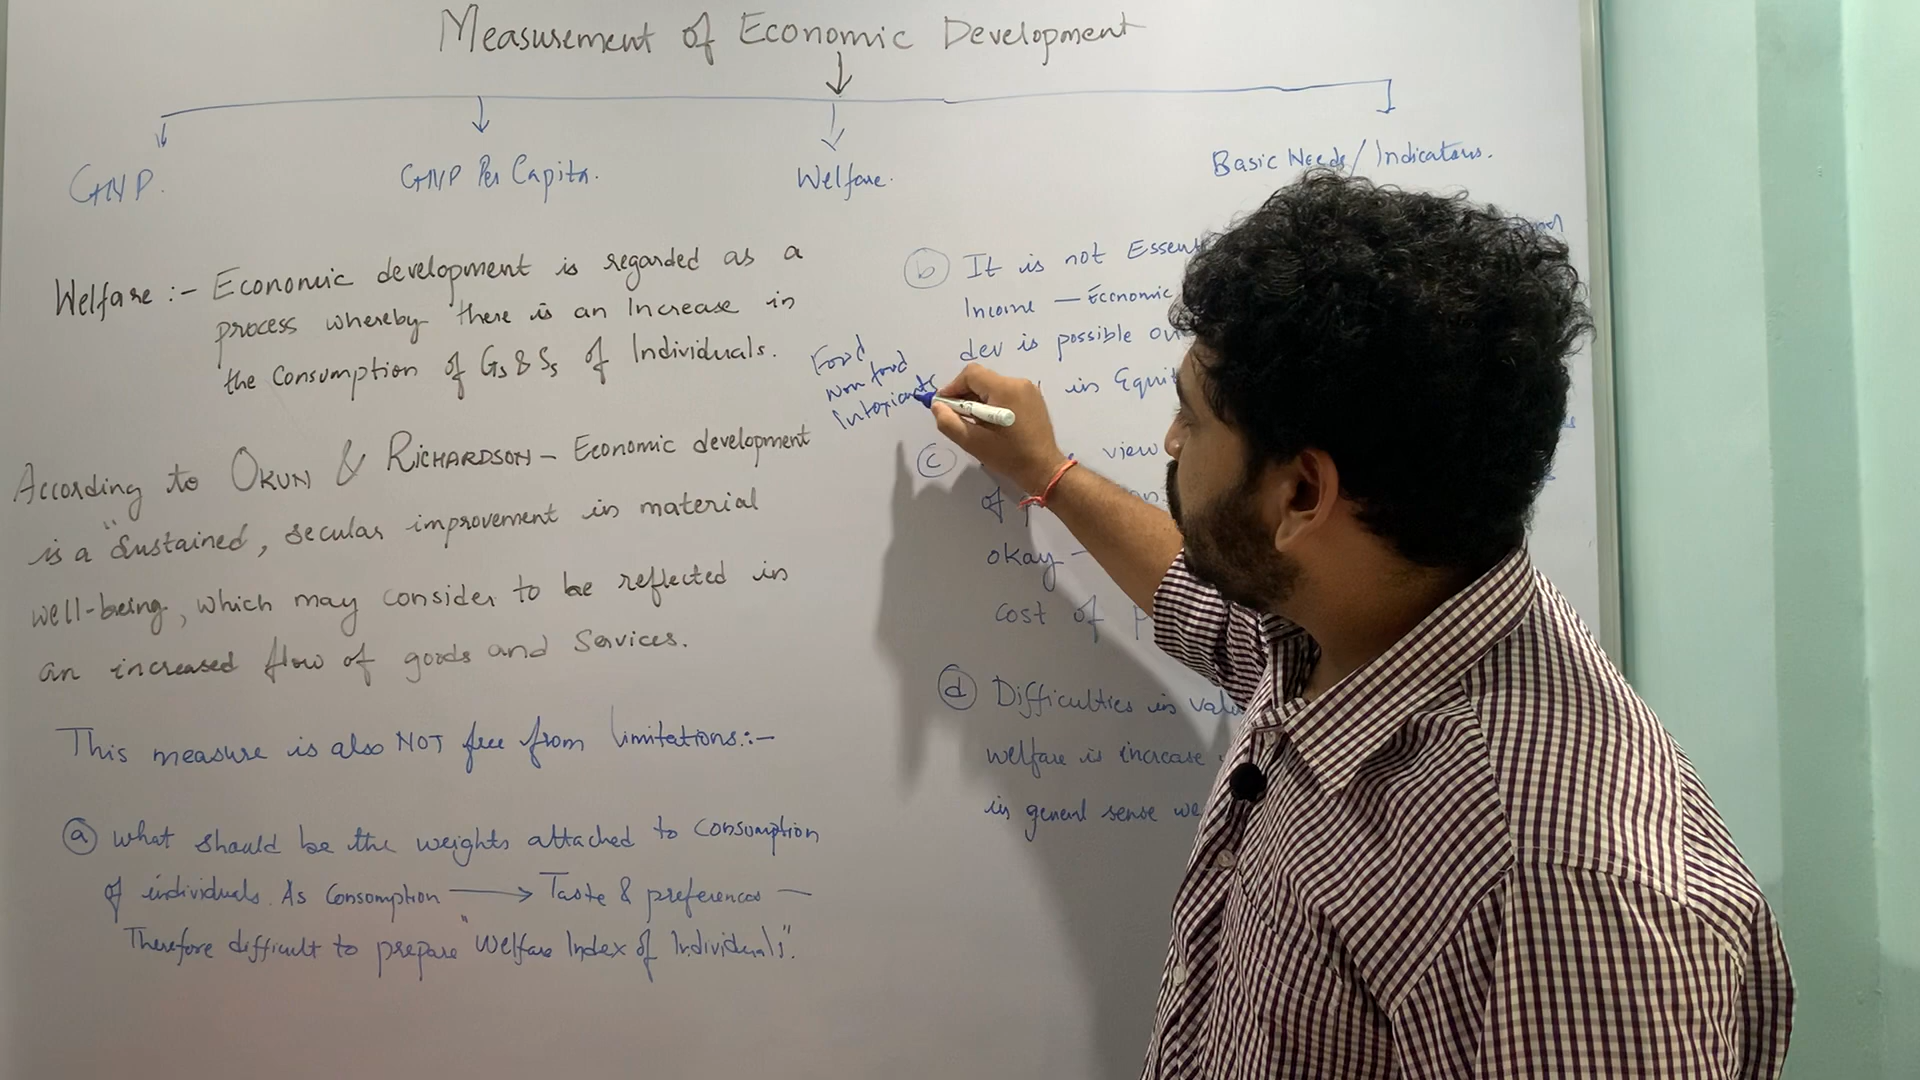 Measurement of Economic Development
GNP.
GNP Per Capita.
Welfare.
Basic Needs/Indicators.
Welfare :- Economic development is regarded as a
process whereby there is an Increase in
the Consumption of Gs & Ss of Individuals.
According to OKUN & RICHARDSON - Economic development
is a "Sustained, secular improvement in material
well-being, which may consider to be reflected in
an increased flow of goods and Services.
This measure is also NOT free from limitations:-
(a) what should be the weights attached to Consumption
of individuals. As Consumption → Taste & preferences —
Therefore difficult to prepare "Welfare Index of Individuals".
Food
non food
Intoxicants
(b) It is not
Income — Economic
dev is possible
in
(c) view
of
okay -
cost of
(d) Difficulties in
welfare is increase
in general sense we